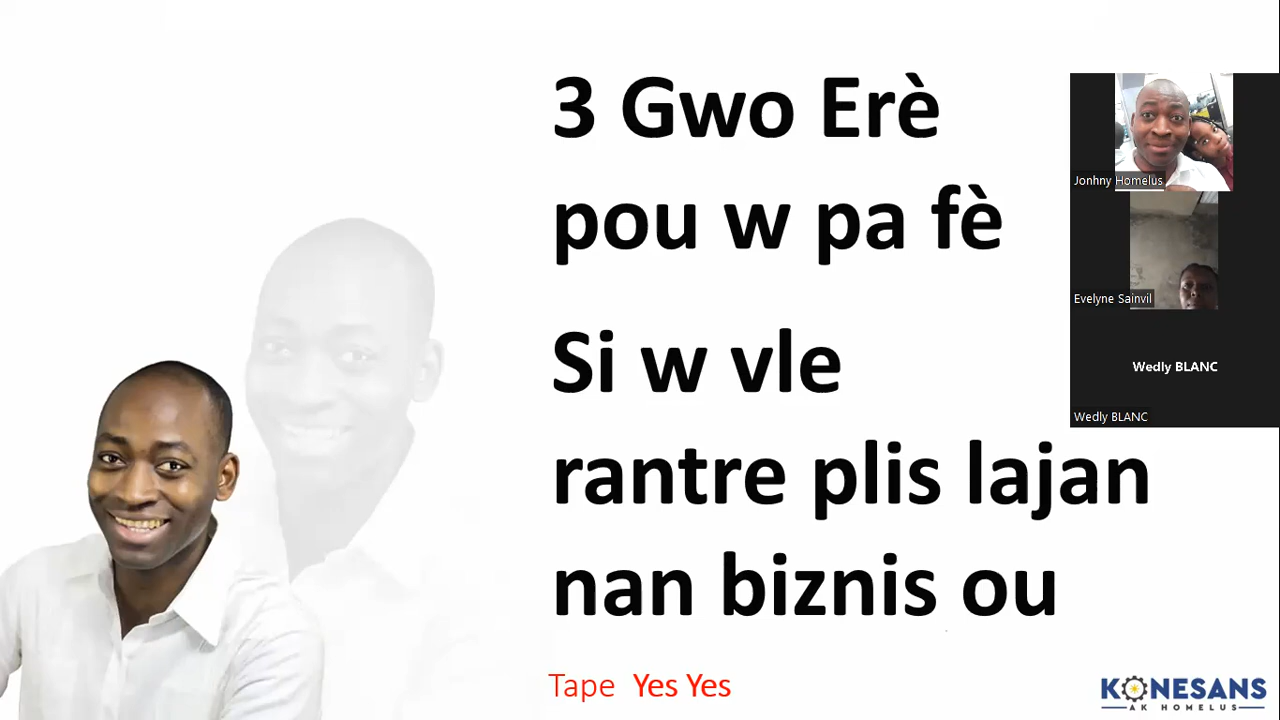 3 Gwo Erè
pou w pa fè
Si w vle
rantre plis lajan
nan biznis ou
Tape Yes Yes
Jonhny Homelus
Evelyne Sainvil
Wedly BLANC
Wedly BLANC
KONESANS
AK HOMELUS